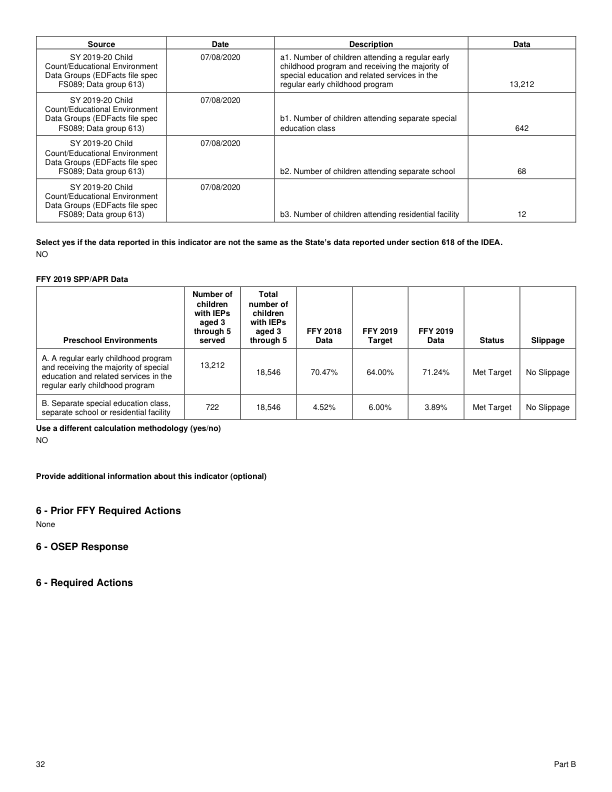 Source Date Description Data
SY 2019-20 Child
Count/Educational Environment
Data Groups (EDFacts file spec
FS089; Data group 613)
07/08/2020
a1. Number of children attending a regular early
childhood program and receiving the majority of
special education and related services in the
regular early childhood program
13,212
SY 2019-20 Child
Count/Educational Environment
Data Groups (EDFacts file spec
FS089; Data group 613)
07/08/2020
b1. Number of children attending separate special
education class
642
SY 2019-20 Child
Count/Educational Environment
Data Groups (EDFacts file spec
FS089; Data group 613)
07/08/2020
b2. Number of children attending separate school
68
SY 2019-20 Child
Count/Educational Environment
Data Groups (EDFacts file spec
FS089; Data group 613)
07/08/2020
b3. Number of children attending residential facility
12
Select yes if the data reported in this indicator are not the same as the State's data reported under section 618 of the IDEA.
NO
FFY 2019 SPP/APR Data
Preschool Environments
Number of
children
with IEPs
aged 3
through 5
served
Total
number of
children
with IEPs
aged 3
through 5
FFY 2018
Data
FFY 2019
Target
FFY 2019
Data
Status
Slippage
A. A regular early childhood program
and receiving the majority of special
education and related services in the
regular early childhood program
13,212
18,546
70.47%
64.00%
71.24%
Met Target
No Slippage
B. Separate special education class,
separate school or residential facility
722
18,546
4.52%
6.00%
3.89%
Met Target
No Slippage
Use a different calculation methodology (yes/no)
NO
Provide additional information about this indicator (optional)
6 - Prior FFY Required Actions
None
6 - OSEP Response
6 - Required Actions
32 Part B